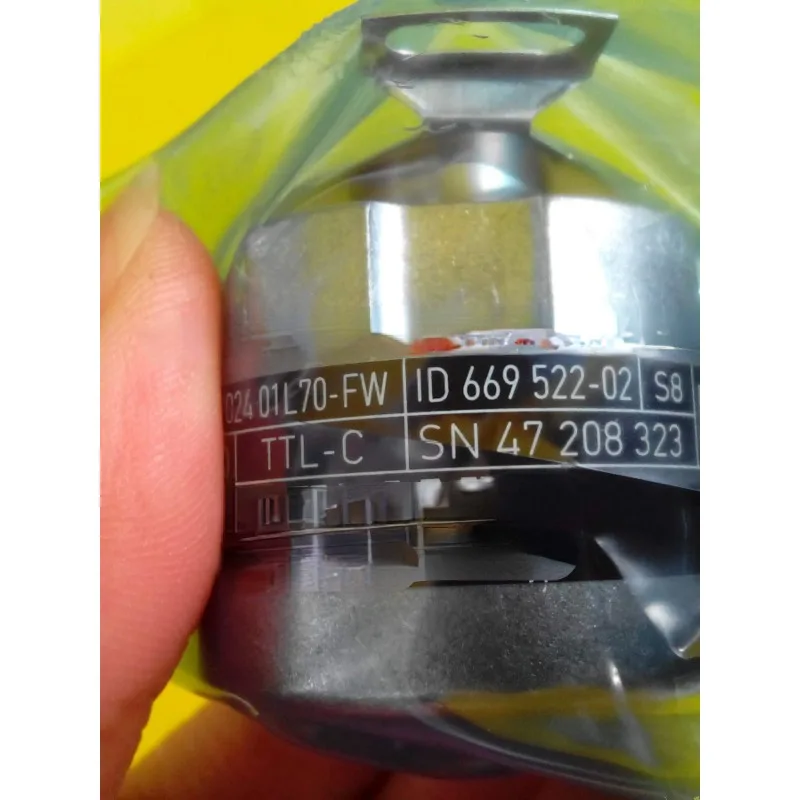 024 01L70-FW ID 669 522-02 S8
TTL-C SN 47 208 323